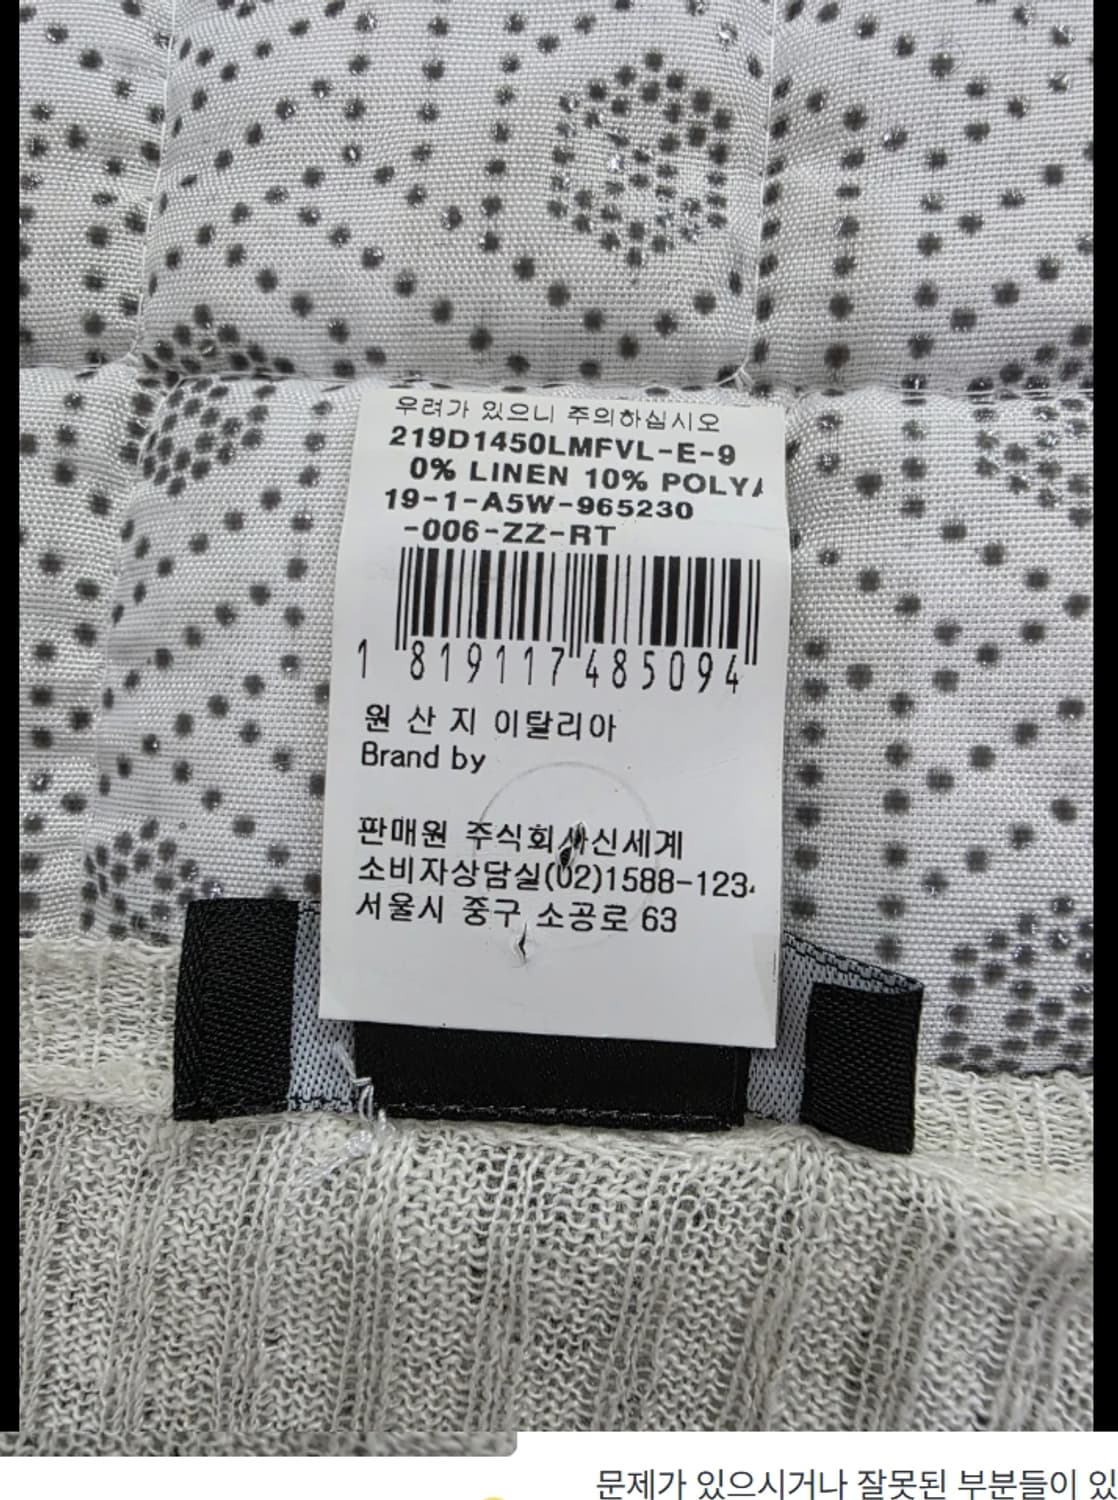 우려가 있으니 주의하십시오
219D1450LMFVL-E-9
0% LINEN 10% POLYA
19-1-A5W-965230
-006-ZZ-RT
1 819117 485094
원 산 지 이탈리아
Brand by
판매원 주식회사신세계
소비자상담실(02)1588-123
서울시 중구 소공로 63
문제가 있으시거나 잘못된 부분들이 있